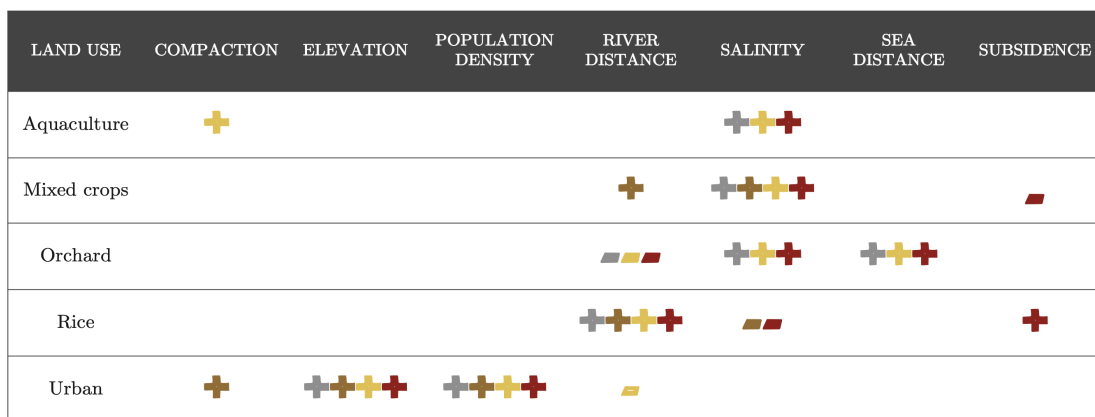 LAND USE COMPACTION ELEVATION POPULATION DENSITY RIVER DISTANCE SALINITY SEA DISTANCE SUBSIDENCE
Aquaculture
Mixed crops
Orchard
Rice
Urban